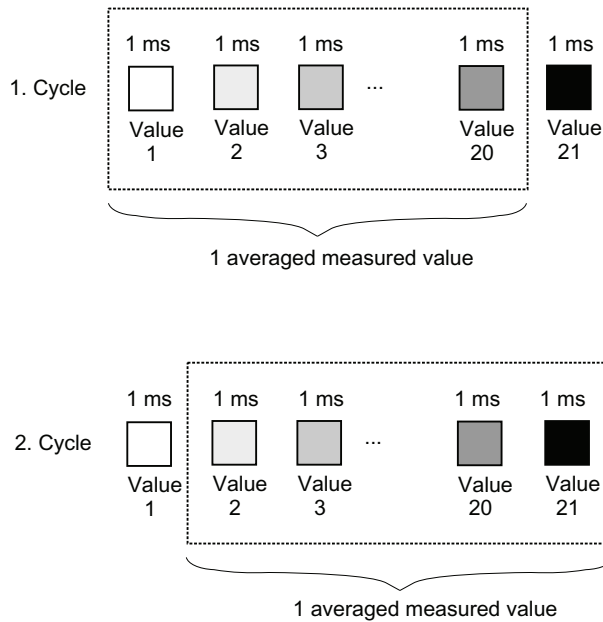 1 ms 1 ms 1 ms 1 ms 1 ms
1. Cycle ...
Value Value Value Value Value
1 2 3 20 21
1 averaged measured value
1 ms 1 ms 1 ms 1 ms 1 ms
2. Cycle ...
Value Value Value Value Value
1 2 3 20 21
1 averaged measured value